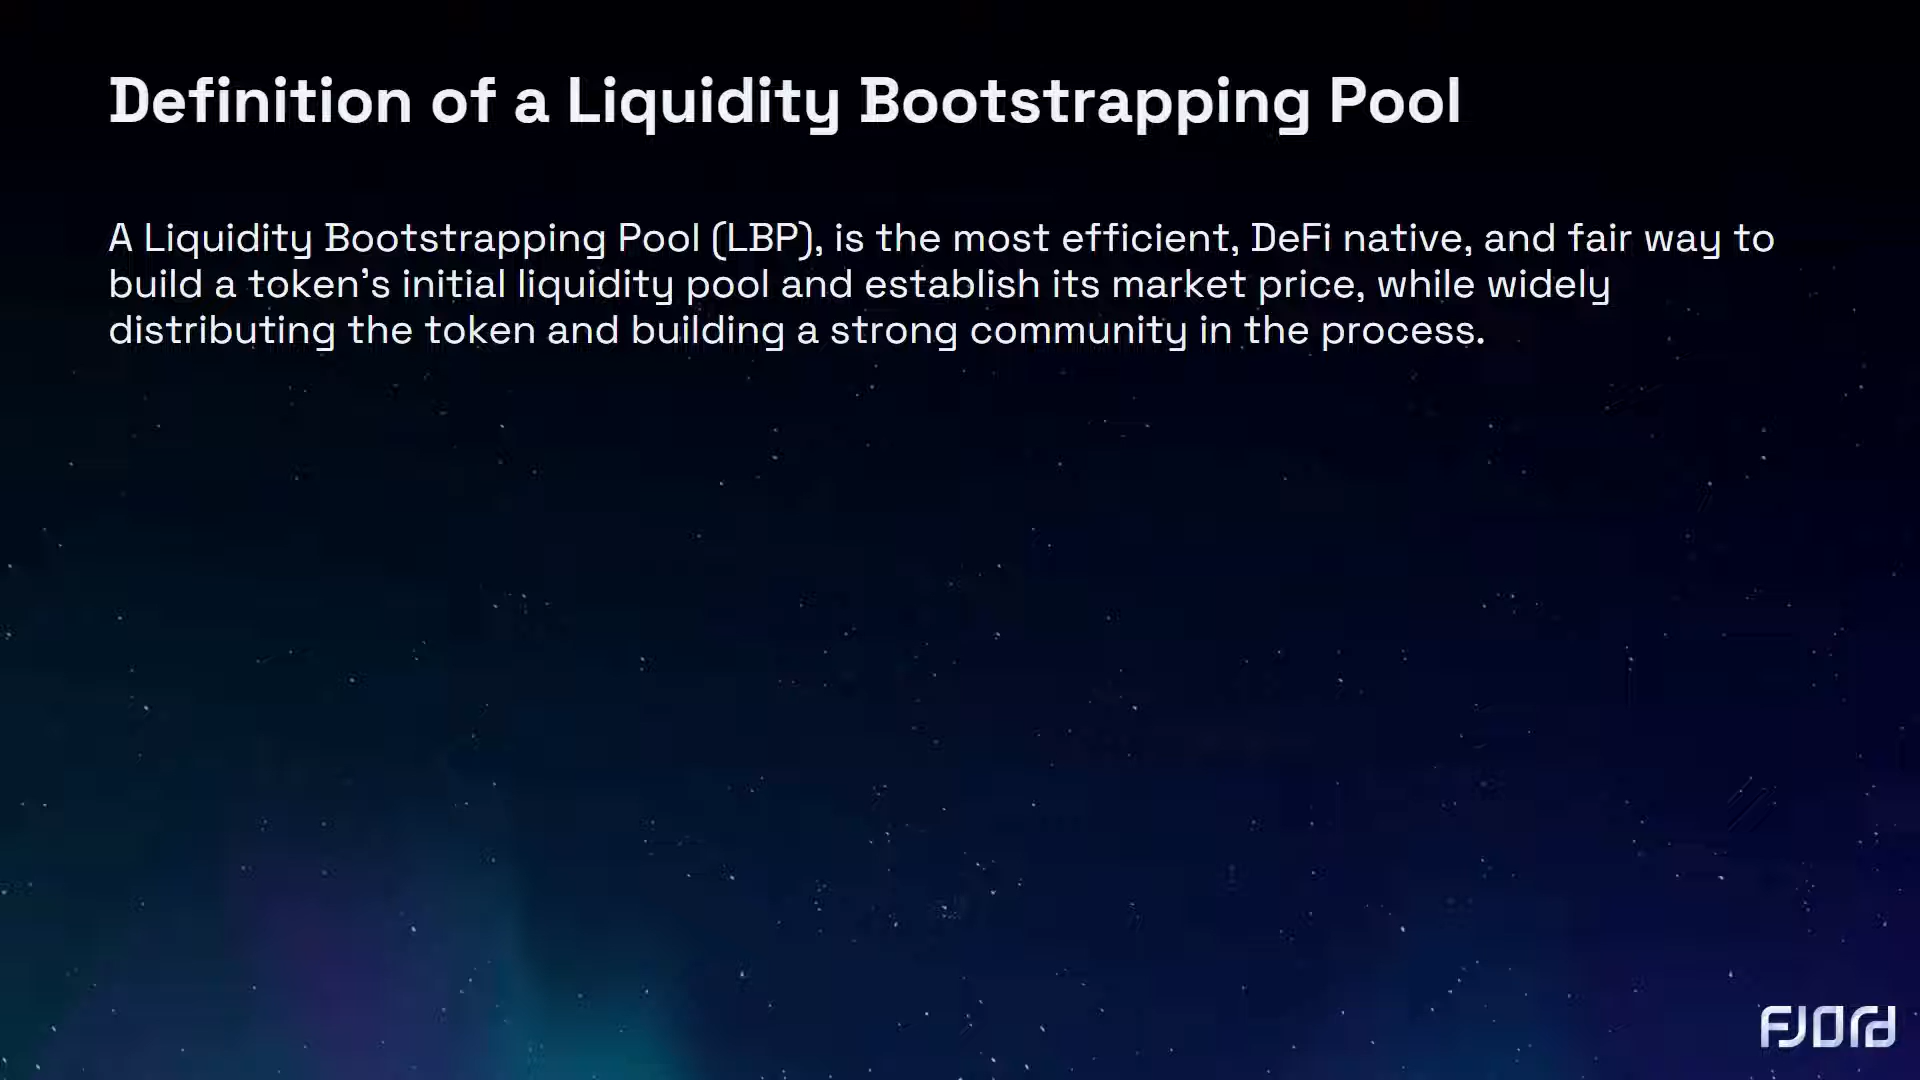 Definition of a Liquidity Bootstrapping Pool
A Liquidity Bootstrapping Pool (LBP), is the most efficient, DeFi native, and fair way to
build a token’s initial liquidity pool and establish its market price, while widely
distributing the token and building a strong community in the process.
FJOrd